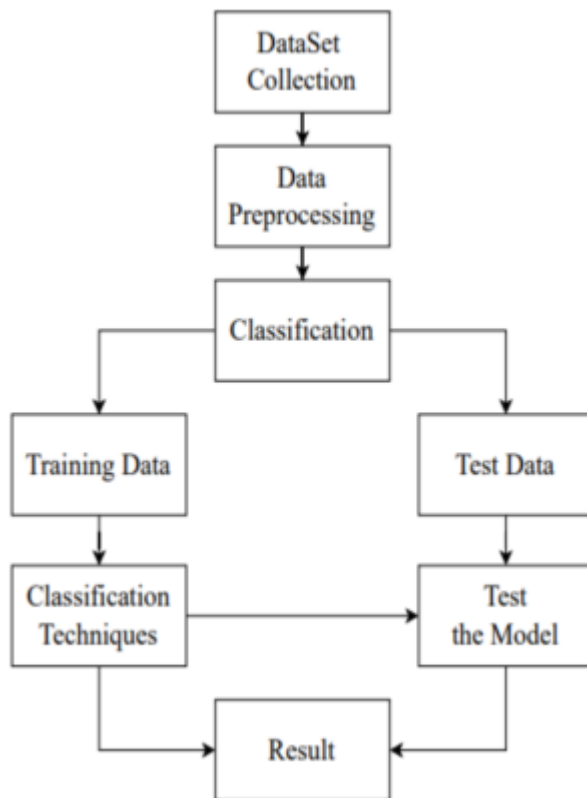 DataSet
Collection
Data
Preprocessing
Classification
Training Data
Test Data
Classification
Techniques
Test
the Model
Result